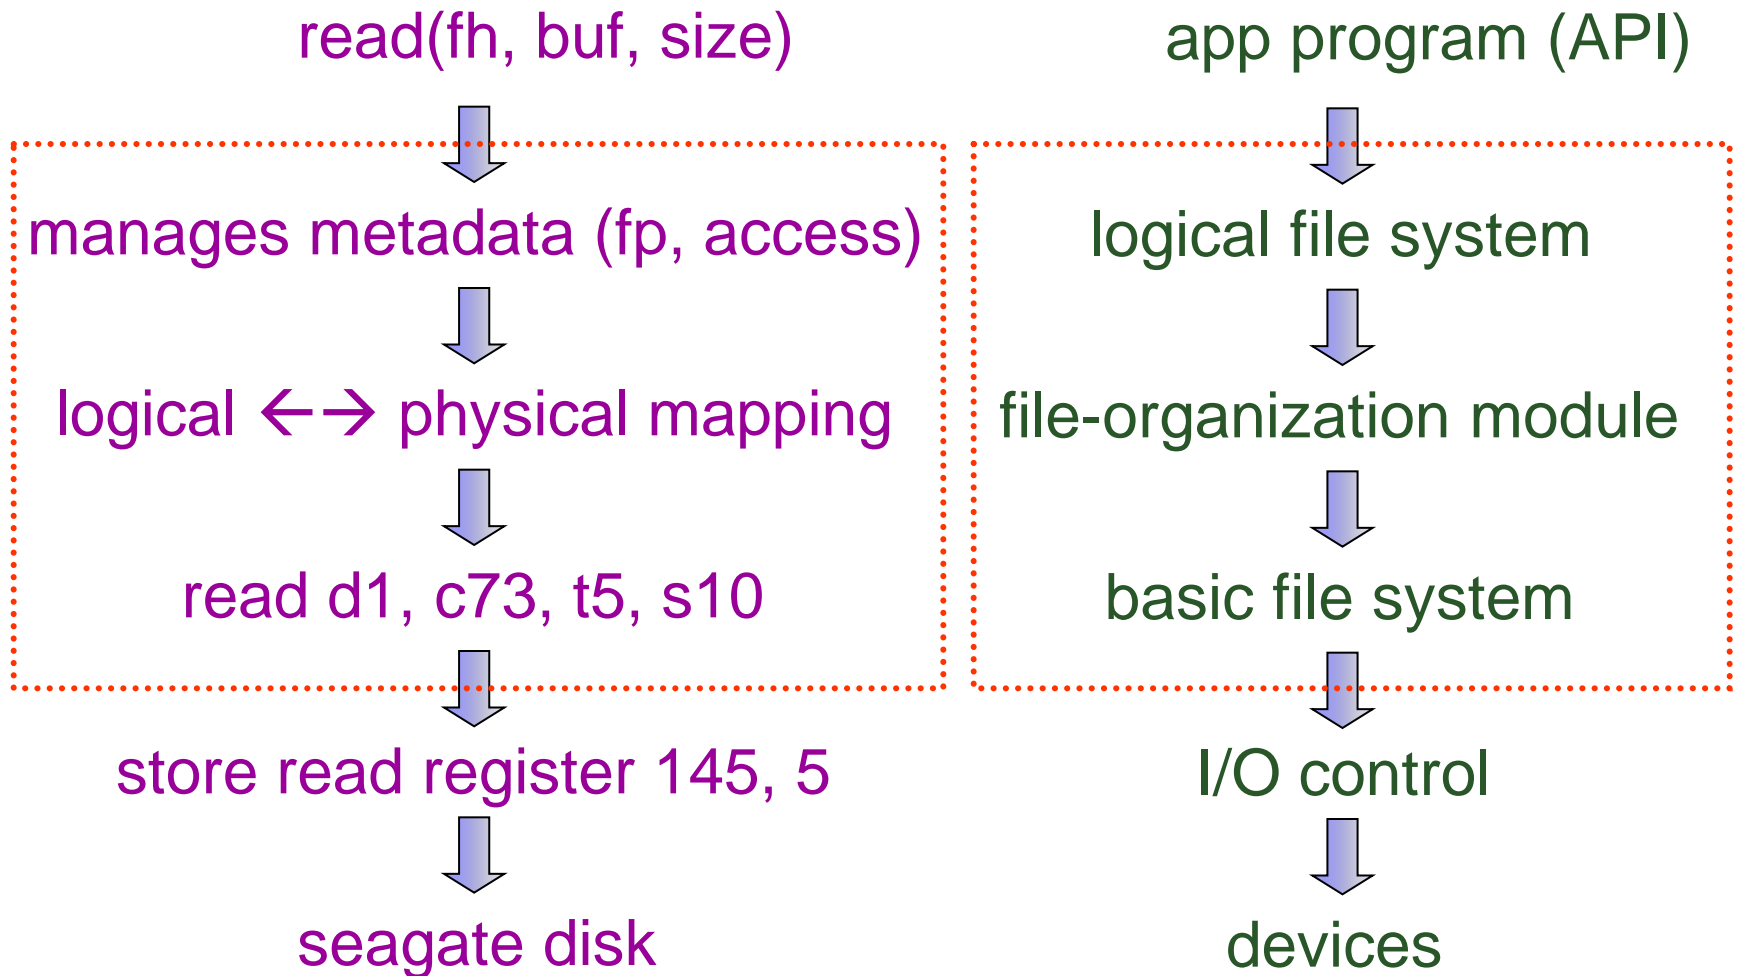 read(fh, buf, size)
app program (API)
manages metadata (fp, access)
logical file system
logical ←→ physical mapping
file-organization module
read d1, c73, t5, s10
basic file system
store read register 145, 5
I/O control
seagate disk
devices